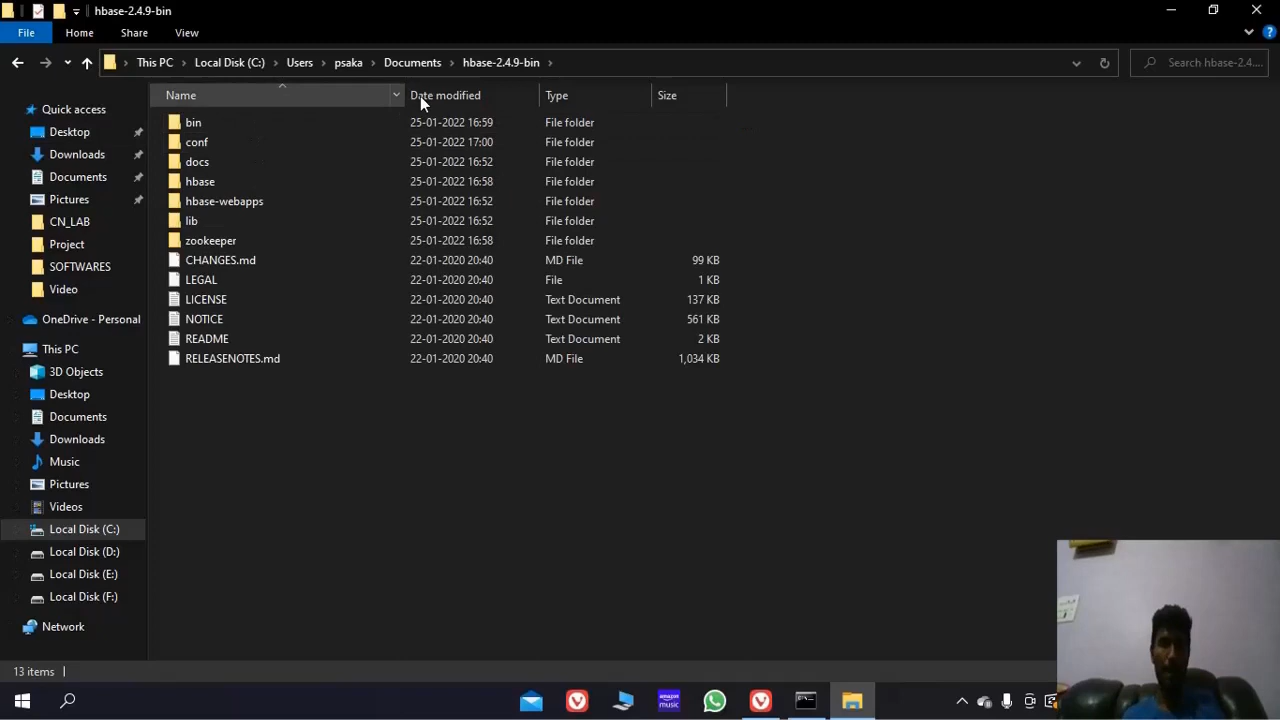 hbase-2.4.9-bin
File Home Share View
This PC Local Disk (C:) Users psaka Documents hbase-2.4.9-bin
Search hbase-2.4....
Name Date modified Type Size
bin 25-01-2022 16:59 File folder
conf 25-01-2022 17:00 File folder
docs 25-01-2022 16:52 File folder
hbase 25-01-2022 16:58 File folder
hbase-webapps 25-01-2022 16:52 File folder
lib 25-01-2022 16:52 File folder
zookeeper 25-01-2022 16:58 File folder
CHANGES.md 22-01-2020 20:40 MD File 99 KB
LEGAL 22-01-2020 20:40 File 1 KB
LICENSE 22-01-2020 20:40 Text Document 137 KB
NOTICE 22-01-2020 20:40 Text Document 561 KB
README 22-01-2020 20:40 Text Document 2 KB
RELEASENOTES.md 22-01-2020 20:40 MD File 1,034 KB
Quick access
Desktop
Downloads
Documents
Pictures
CN_LAB
Project
SOFTWARES
Video
OneDrive - Personal
This PC
3D Objects
Desktop
Documents
Downloads
Music
Pictures
Videos
Local Disk (C:)
Local Disk (D:)
Local Disk (E:)
Local Disk (F:)
Network
13 items
amazon music